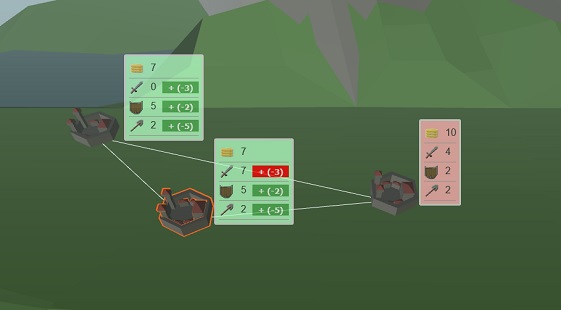 7
0 + (-3)
5 + (-2)
2 + (-5)
7
7 + (-3)
5 + (-2)
2 + (-5)
10
4
2
2